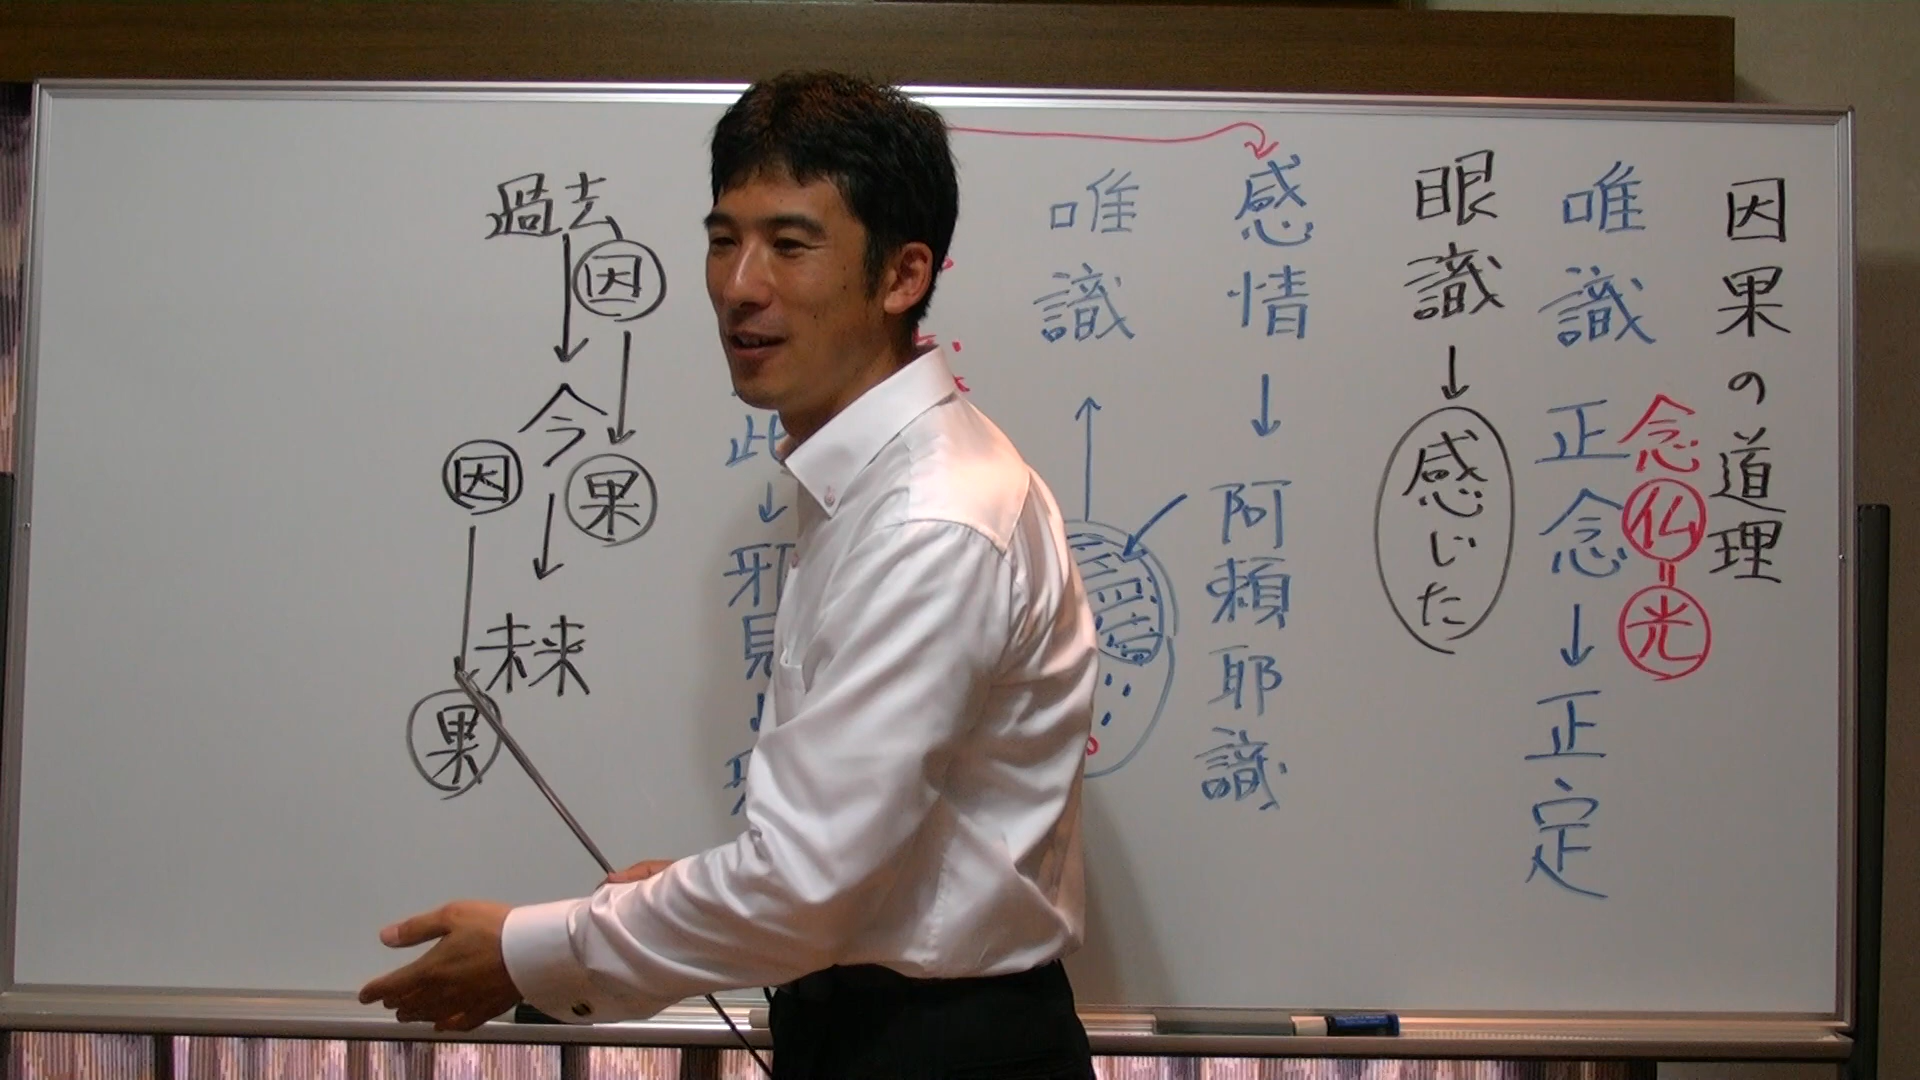 因果の道理
念仏=光
唯識 正念→正定
眼識→感じた
感情→阿頼耶識
唯識
過去
因
今
果
因
未来
果